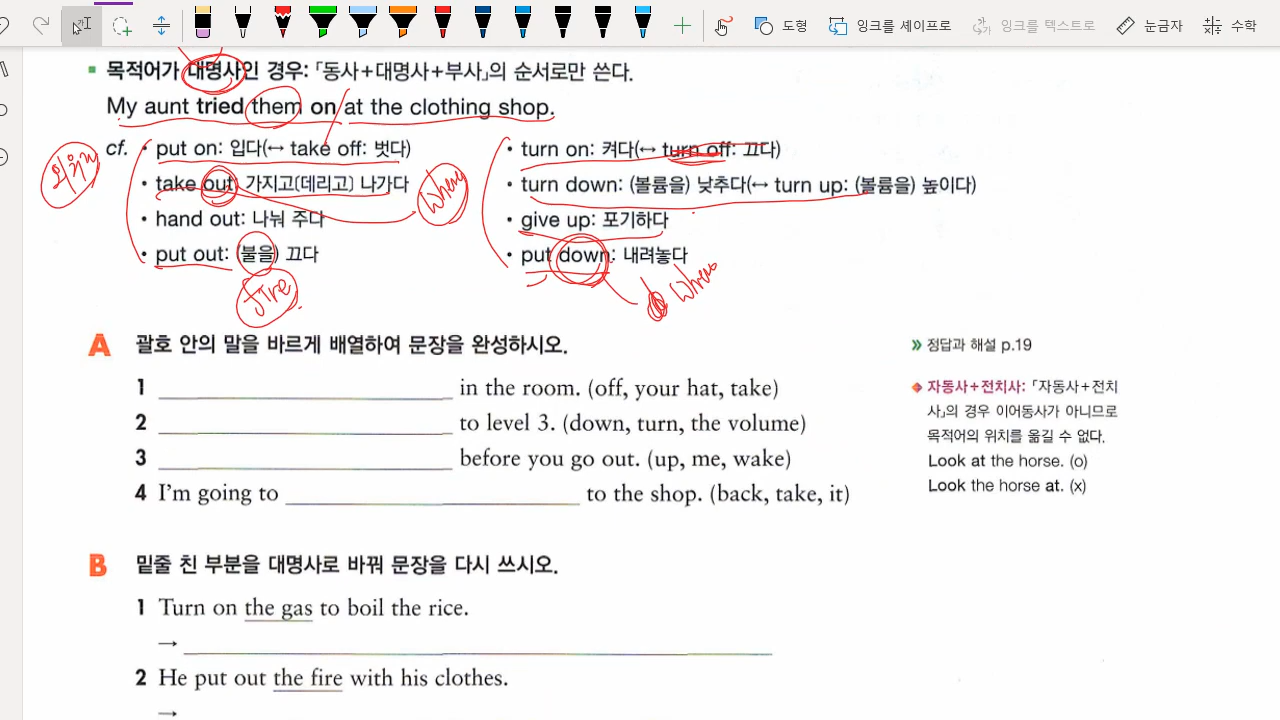 도형
잉크를 셰이프로
잉크를 텍스트로
눈금자
수학
목적어가 대명사인 경우: 「동사+대명사+부사」의 순서로만 쓴다.
My aunt tried them on at the clothing shop.
cf. • put on: 입다(↔ take off: 벗다)
• take out: 가지고[데리고] 나가다
• hand out: 나눠 주다
• put out: (불을) 끄다
• turn on: 켜다(↔ turn off: 끄다)
• turn down: (볼륨을) 낮추다(↔ turn up: (볼륨을) 높이다)
• give up: 포기하다
• put down: 내려놓다
where
fire
where
A 괄호 안의 말을 바르게 배열하여 문장을 완성하시오.
1 ____ in the room. (off, your hat, take)
2 ____ to level 3. (down, turn, the volume)
3 ____ before you go out. (up, me, wake)
4 I'm going to ____ to the shop. (back, take, it)
» 정답과 해설 p.19
자동사+전치사: 「자동사+전치
사」의 경우 이어동사가 아니므로
목적어의 위치를 옮길 수 없다.
Look at the horse. (o)
Look the horse at. (x)
B 밑줄 친 부분을 대명사로 바꿔 문장을 다시 쓰시오.
1 Turn on the gas to boil the rice.
→
2 He put out the fire with his clothes.
→